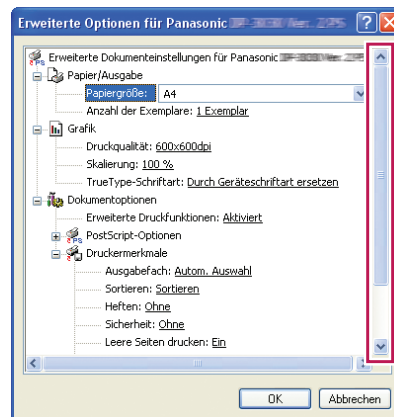 Erweiterte Optionen für Panasonic
Erweiterte Dokumenteinstellungen für Panasonic
Papier/Ausgabe
Papiergröße: A4
Anzahl der Exemplare: 1 Exemplar
Grafik
Druckqualität: 600x600dpi
Skalierung: 100 %
TrueType-Schriftart: Durch Geräteschriftart ersetzen
Dokumentoptionen
Erweiterte Druckfunktionen: Aktiviert
PostScript-Optionen
Druckermerkmale
Ausgabefach: Autom. Auswahl
Sortieren: Sortieren
Heften: Ohne
Sicherheit: Ohne
Leere Seiten drucken: Ein
OK Abbrechen